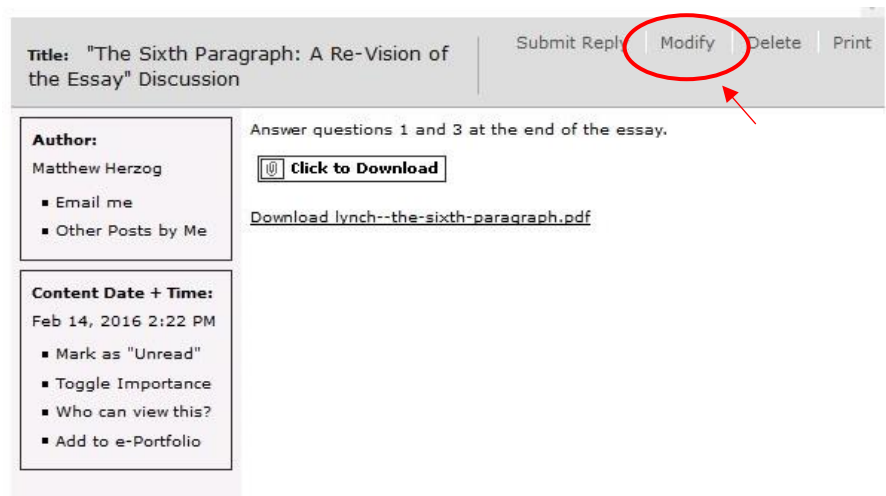 Title: "The Sixth Paragraph: A Re-Vision of
the Essay" Discussion
Submit Reply Modify Delete Print
Author:
Matthew Herzog
Email me
Other Posts by Me
Content Date + Time:
Feb 14, 2016 2:22 PM
Mark as "Unread"
Toggle Importance
Who can view this?
Add to e-Portfolio
Answer questions 1 and 3 at the end of the essay.
Click to Download
Download lynch--the-sixth-paragraph.pdf